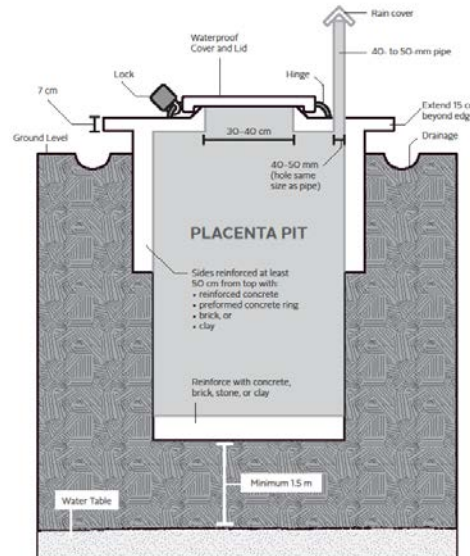 Rain cover
Waterproof
Cover and Lid
40- to 50-mm pipe
Lock
Hinge
7 cm
Extend 15 c
beyond edg
Ground Level
30-40 cm
Drainage
40-50 mm
(hole same
size as pipe)
PLACENTA PIT
Sides reinforced at least
50 cm from top with:
• reinforced concrete
• preformed concrete ring
• brick, or
• clay
Reinforce with concrete,
brick, stone, or clay
Minimum 1.5 m
Water Table